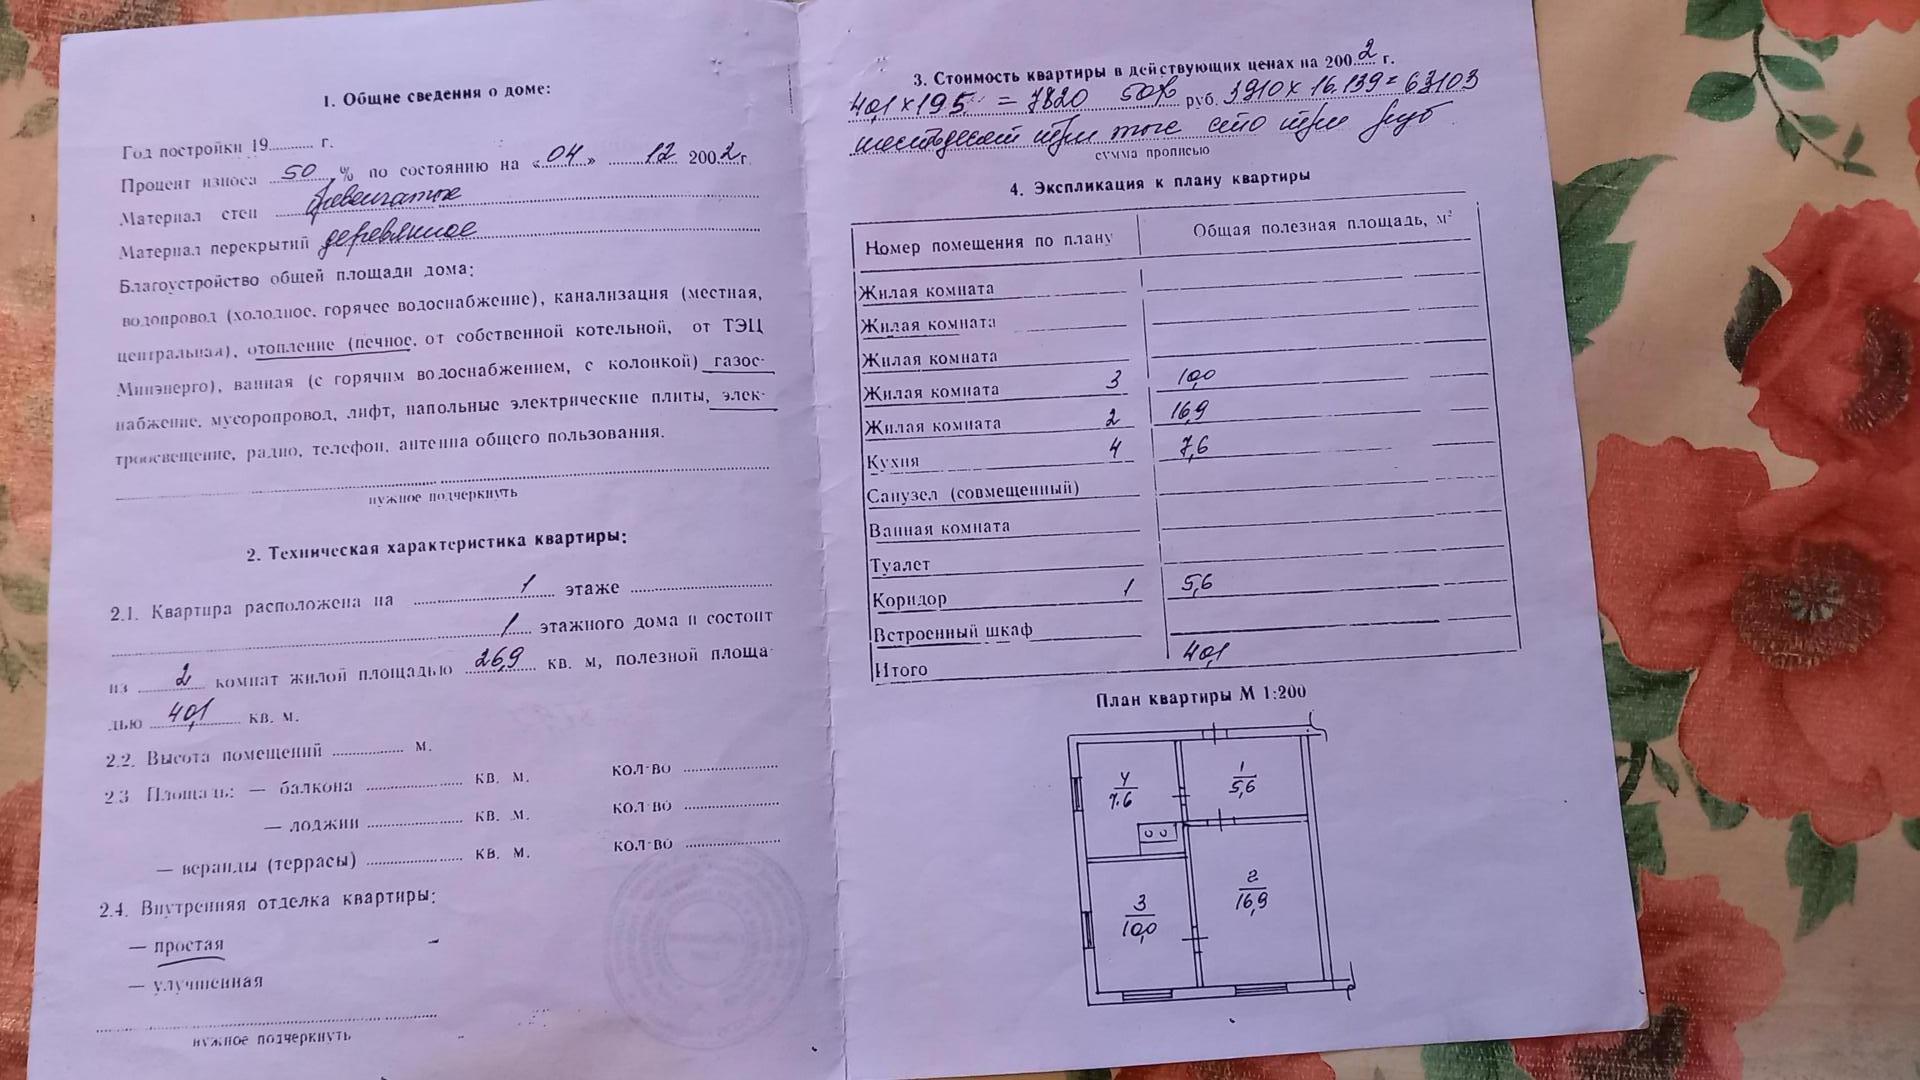 1. Общие сведения о доме:
Год постройки 19........... г.
Процент износа 50 % по состоянию на «04» 12 2002 г.
Материал стен бревенчатые
Материал перекрытий деревянное
Благоустройство общей площади дома:
водопровод (холодное, горячее водоснабжение), канализация (местная,
центральная), отопление (печное, от собственной котельной, от ТЭЦ
Минэнерго), ванная (с горячим водоснабжением, с колонкой) газос-
набжение, мусоропровод, лифт, напольные электрические плиты, элек-
троосвещение, радио, телефон, антенна общего пользования.
нужное подчеркнуть
2. Техническая характеристика квартиры:
2.1. Квартира расположена на 1 этаже
1 этажного дома и состоит
из 2 комнат жилой площадью 26,9 кв. м, полезной площа-
дью 40,1 кв. м.
2.2. Высота помещений ............... м.
2.3 Площадь: — балкона ............... кв. м. кол-во ...............
— лоджии ............... кв. м. кол-во ...............
— веранды (террасы) ............... кв. м. кол-во ...............
2.4. Внутренняя отделка квартиры:
— простая
— улучшенная
нужное подчеркнуть
3. Стоимость квартиры в действующих ценах на 2002 г.
40,1 х 195 = 7820 50% руб. 3910 х 16.139 = 63103
шестьдесят три тыс сто три руб
сумма прописью
4. Экспликация к плану квартиры
Номер помещения по плану Общая полезная площадь, м²
Жилая комната
Жилая комната
Жилая комната
Жилая комната 3 10,0
Жилая комната 2 16,9
Кухня 4 7,6
Санузел (совмещенный)
Ванная комната
Туалет
Коридор 1 5,6
Встроенный шкаф
Итого 40,1
План квартиры М 1:200
4 1
7.6 5,6
3 2
10,0 16,9